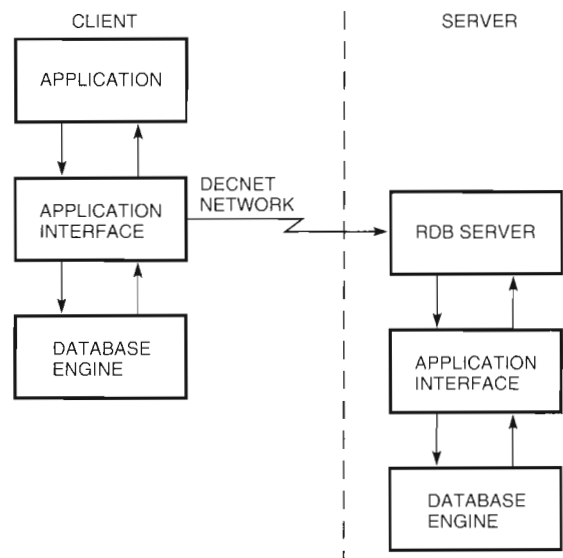 CLIENT
SERVER
APPLICATION
APPLICATION
INTERFACE
DECNET
NETWORK
RDB SERVER
DATABASE
ENGINE
APPLICATION
INTERFACE
DATABASE
ENGINE